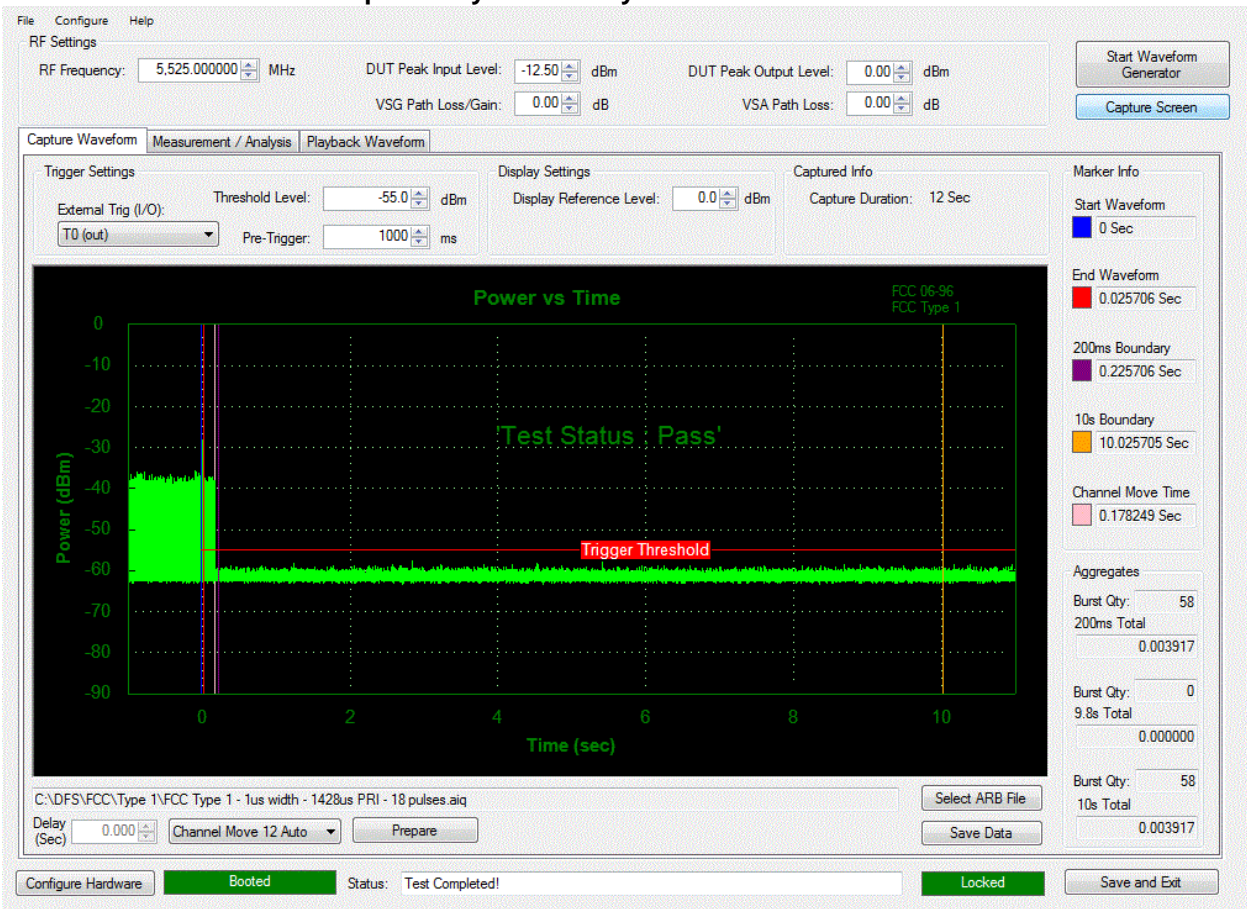 File Configure Help
RF Settings
RF Frequency: 5,525.000000 MHz DUT Peak Input Level: -12.50 dBm DUT Peak Output Level: 0.00 dBm
VSG Path Loss/Gain: 0.00 dB VSA Path Loss: 0.00 dB
Start Waveform
Generator
Capture Screen
Capture Waveform Measurement / Analysis Playback Waveform
Trigger Settings
Threshold Level: -55.0 dBm
External Trig (I/O):
T0 (out) Pre-Trigger: 1000 ms
Display Settings
Display Reference Level: 0.0 dBm
Captured Info
Capture Duration: 12 Sec
Marker Info
Start Waveform
0 Sec
End Waveform
0.025706 Sec
200ms Boundary
0.225706 Sec
10s Boundary
10.025705 Sec
Channel Move Time
0.178249 Sec
Aggregates
Burst Qty: 58
200ms Total
0.003917
Burst Qty: 0
9.8s Total
0.000000
Burst Qty: 58
10s Total
0.003917
Power vs Time
FCC 06-96
FCC Type 1
0
-10
-20
-30
-40
-50
-60
-70
-80
-90
Power (dBm)
'Test Status : Pass'
Trigger Threshold
0 2 4 6 8 10
Time (sec)
C:\DFS\FCC\Type 1\FCC Type 1 - 1us width - 1428us PRI - 18 pulses.aiq Select ARB File
Delay
(Sec) 0.000 Channel Move 12 Auto Prepare Save Data
Configure Hardware Booted Status: Test Completed! Locked Save and Exit